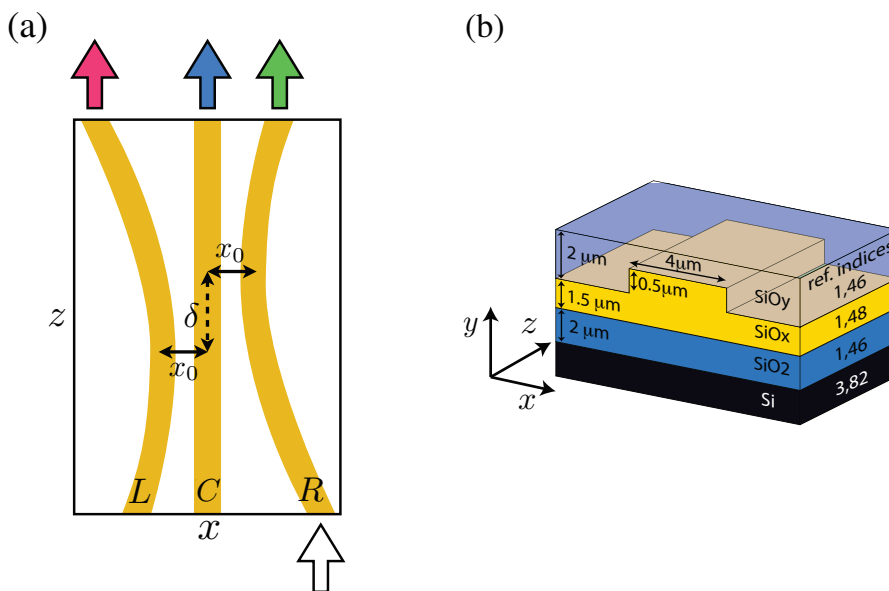 (a)
x₀
δ
z
x₀
L C R
x
(b)
2 μm
4μm
0.5μm
1.5 μm
2 μm
ref. indices
SiOy
1,46
SiOx
1,48
SiO2
1,46
Si
3,82
y
z
x